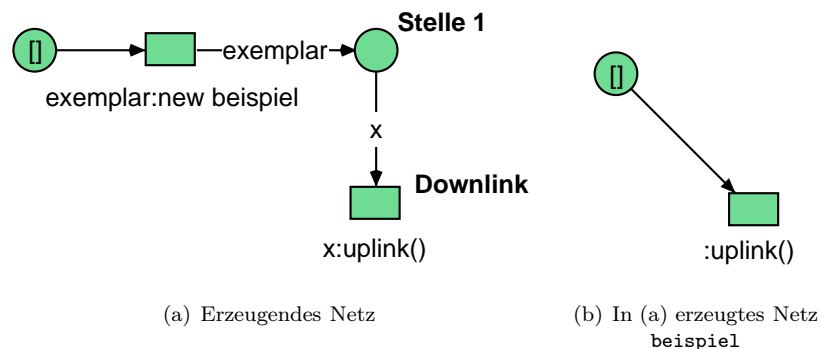 Stelle 1
[]
exemplar
exemplar:new beispiel
x
Downlink
x:uplink()
(a) Erzeugendes Netz
[]
:uplink()
(b) In (a) erzeugtes Netz
beispiel